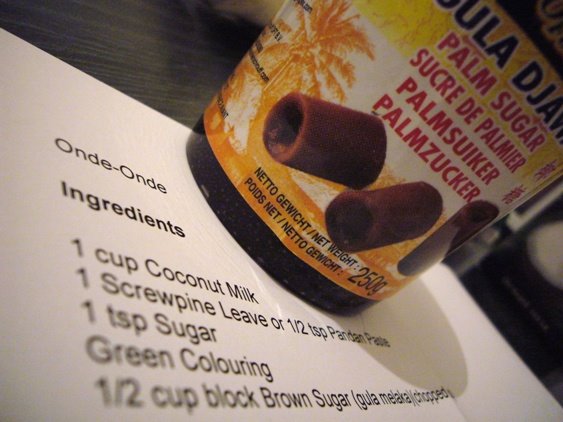 GULA DJAWA
PALM SUGAR
SUCRE DE PALMIER
PALMSUIKER
PALMZUCKER
NETTO GEWICHT / NET WEIGHT:
POIDS NET / NETTO GEWICHT: 250g
Onde-Onde
Ingredients
1 cup Coconut Milk
1 Screwpine Leave or 1/2 tsp Pandan Paste
1 tsp Sugar
Green Colouring
1/2 cup block Brown Sugar (gula melaka)(chopped)